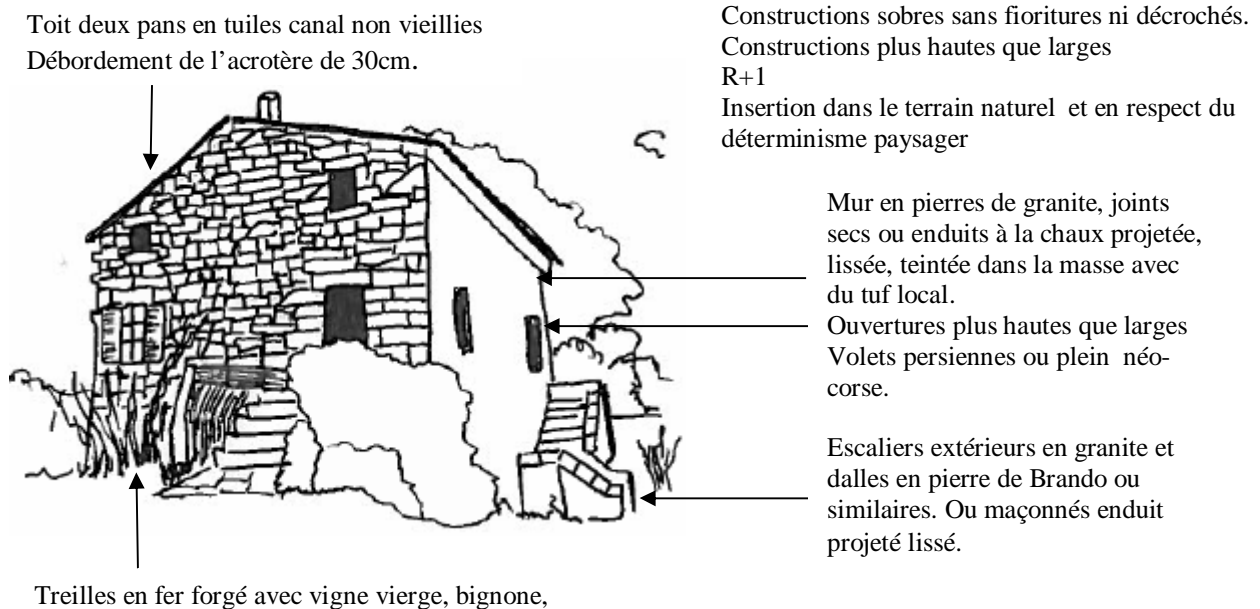 Toit deux pans en tuiles canal non vieillies
Débordement de l'acrotère de 30cm.
Constructions sobres sans fioritures ni décrochés.
Constructions plus hautes que larges
R+1
Insertion dans le terrain naturel et en respect du
déterminisme paysager
Mur en pierres de granite, joints
secs ou enduits à la chaux projetée,
lissée, teintée dans la masse avec
du tuf local.
Ouvertures plus hautes que larges
Volets persiennes ou plein néo-
corse.
Escaliers extérieurs en granite et
dalles en pierre de Brando ou
similaires. Ou maçonnés enduit
projeté lissé.
Treilles en fer forgé avec vigne vierge, bignone,